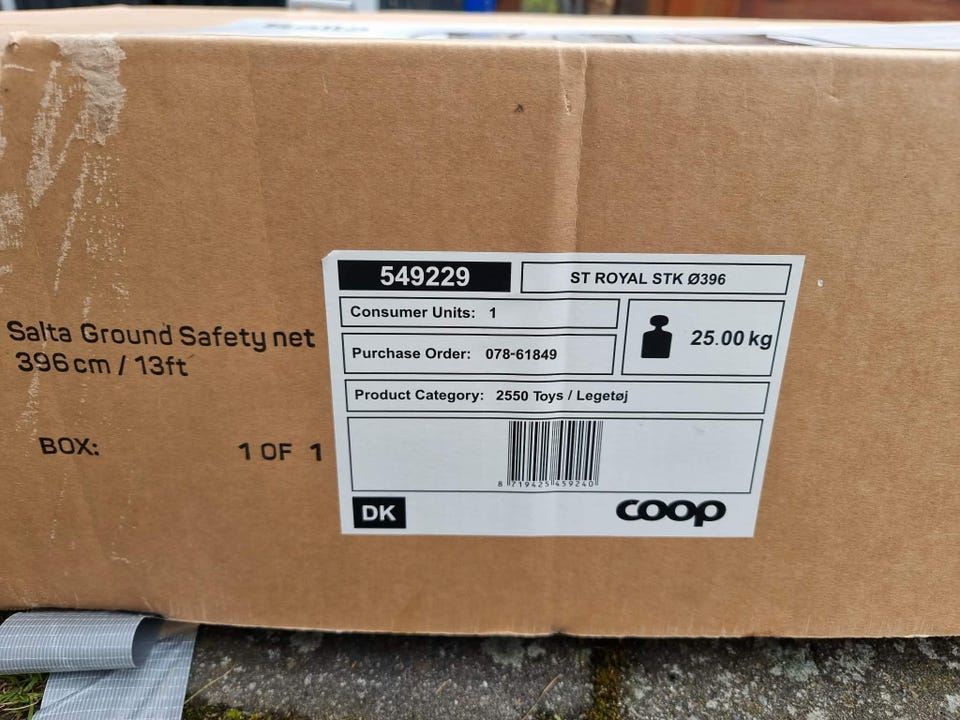 Salta Ground Safety net
396cm / 13ft
BOX: 1 OF 1
549229
ST ROYAL STK Ø396
Consumer Units: 1
25.00 kg
Purchase Order: 078-61849
Product Category: 2550 Toys / Legetøj
8 719425 459240
DK
coop